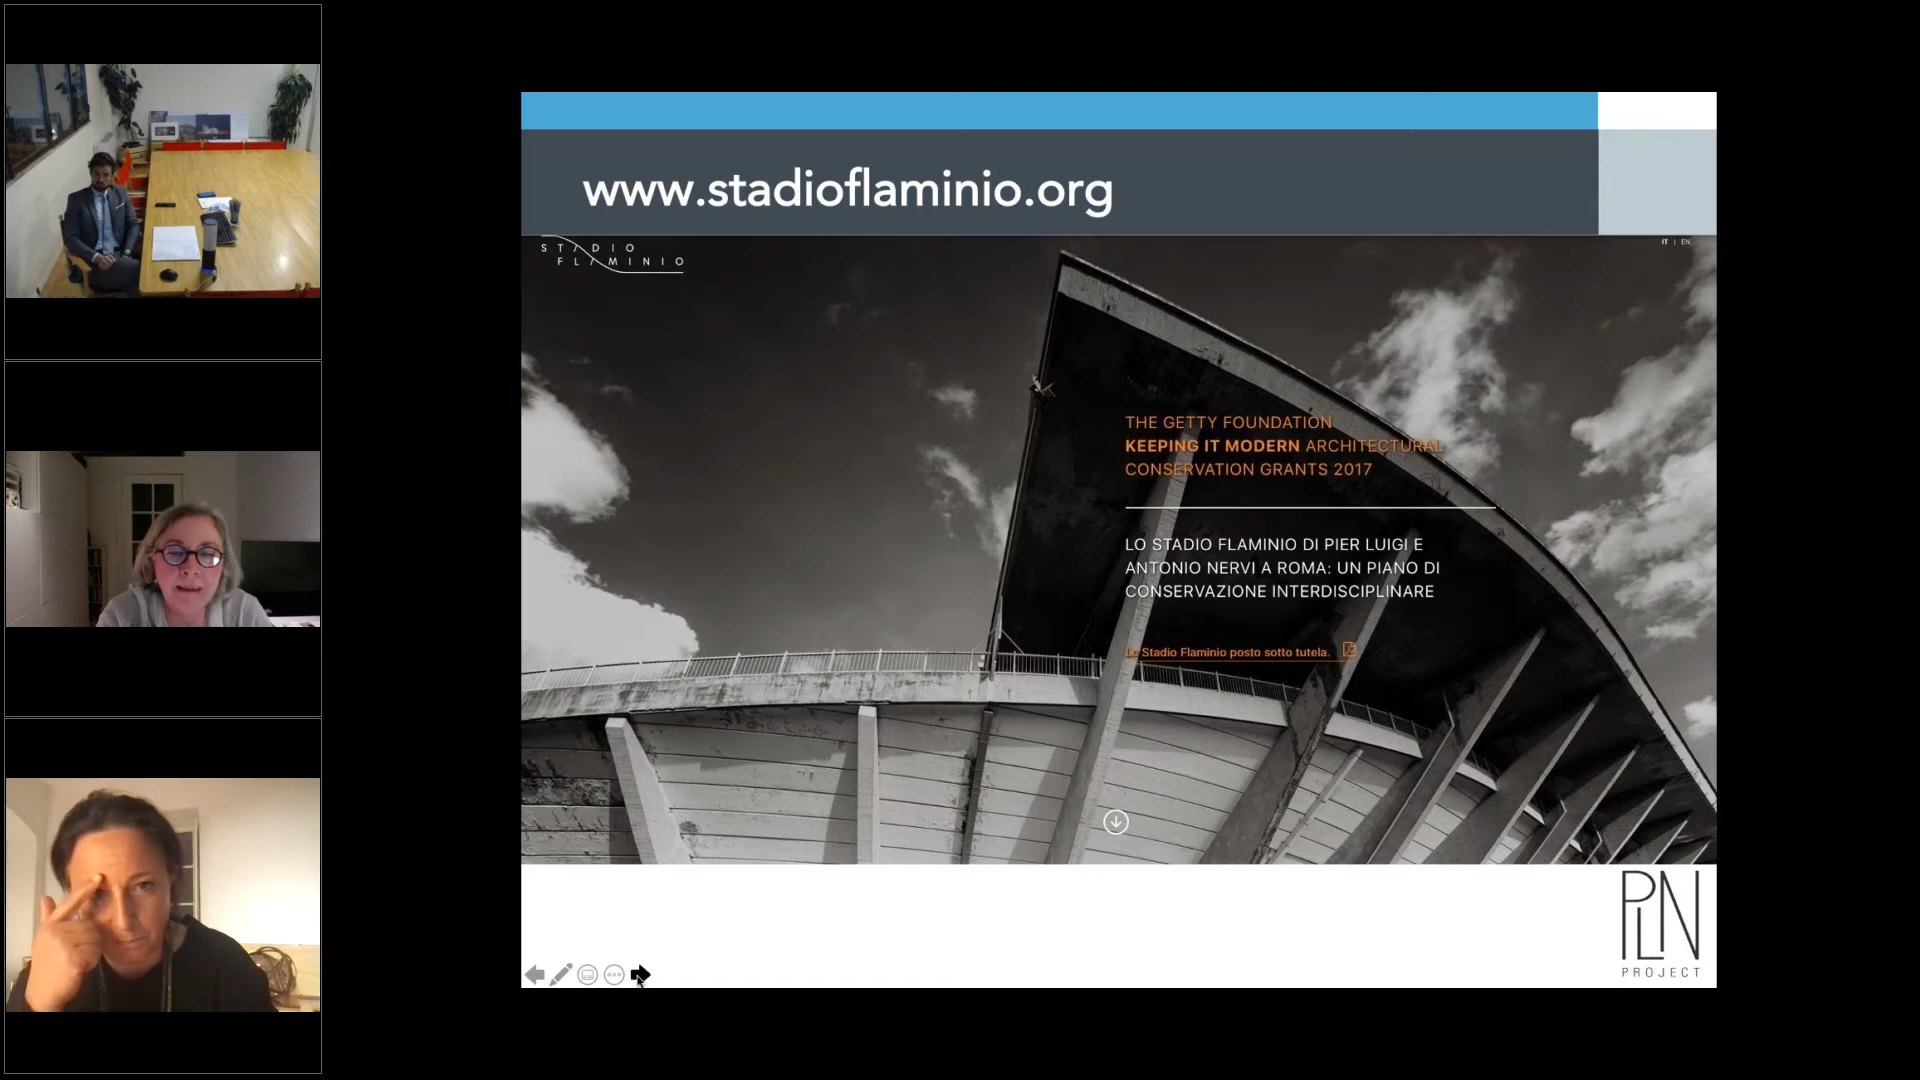 www.stadioflaminio.org
STADIO
FLAMINIO
IT | EN
THE GETTY FOUNDATION
KEEPING IT MODERN ARCHITECTURAL
CONSERVATION GRANTS 2017
LO STADIO FLAMINIO DI PIER LUIGI E
ANTONIO NERVI A ROMA: UN PIANO DI
CONSERVAZIONE INTERDISCIPLINARE
Lo Stadio Flaminio posto sotto tutela.
PLN
PROJECT